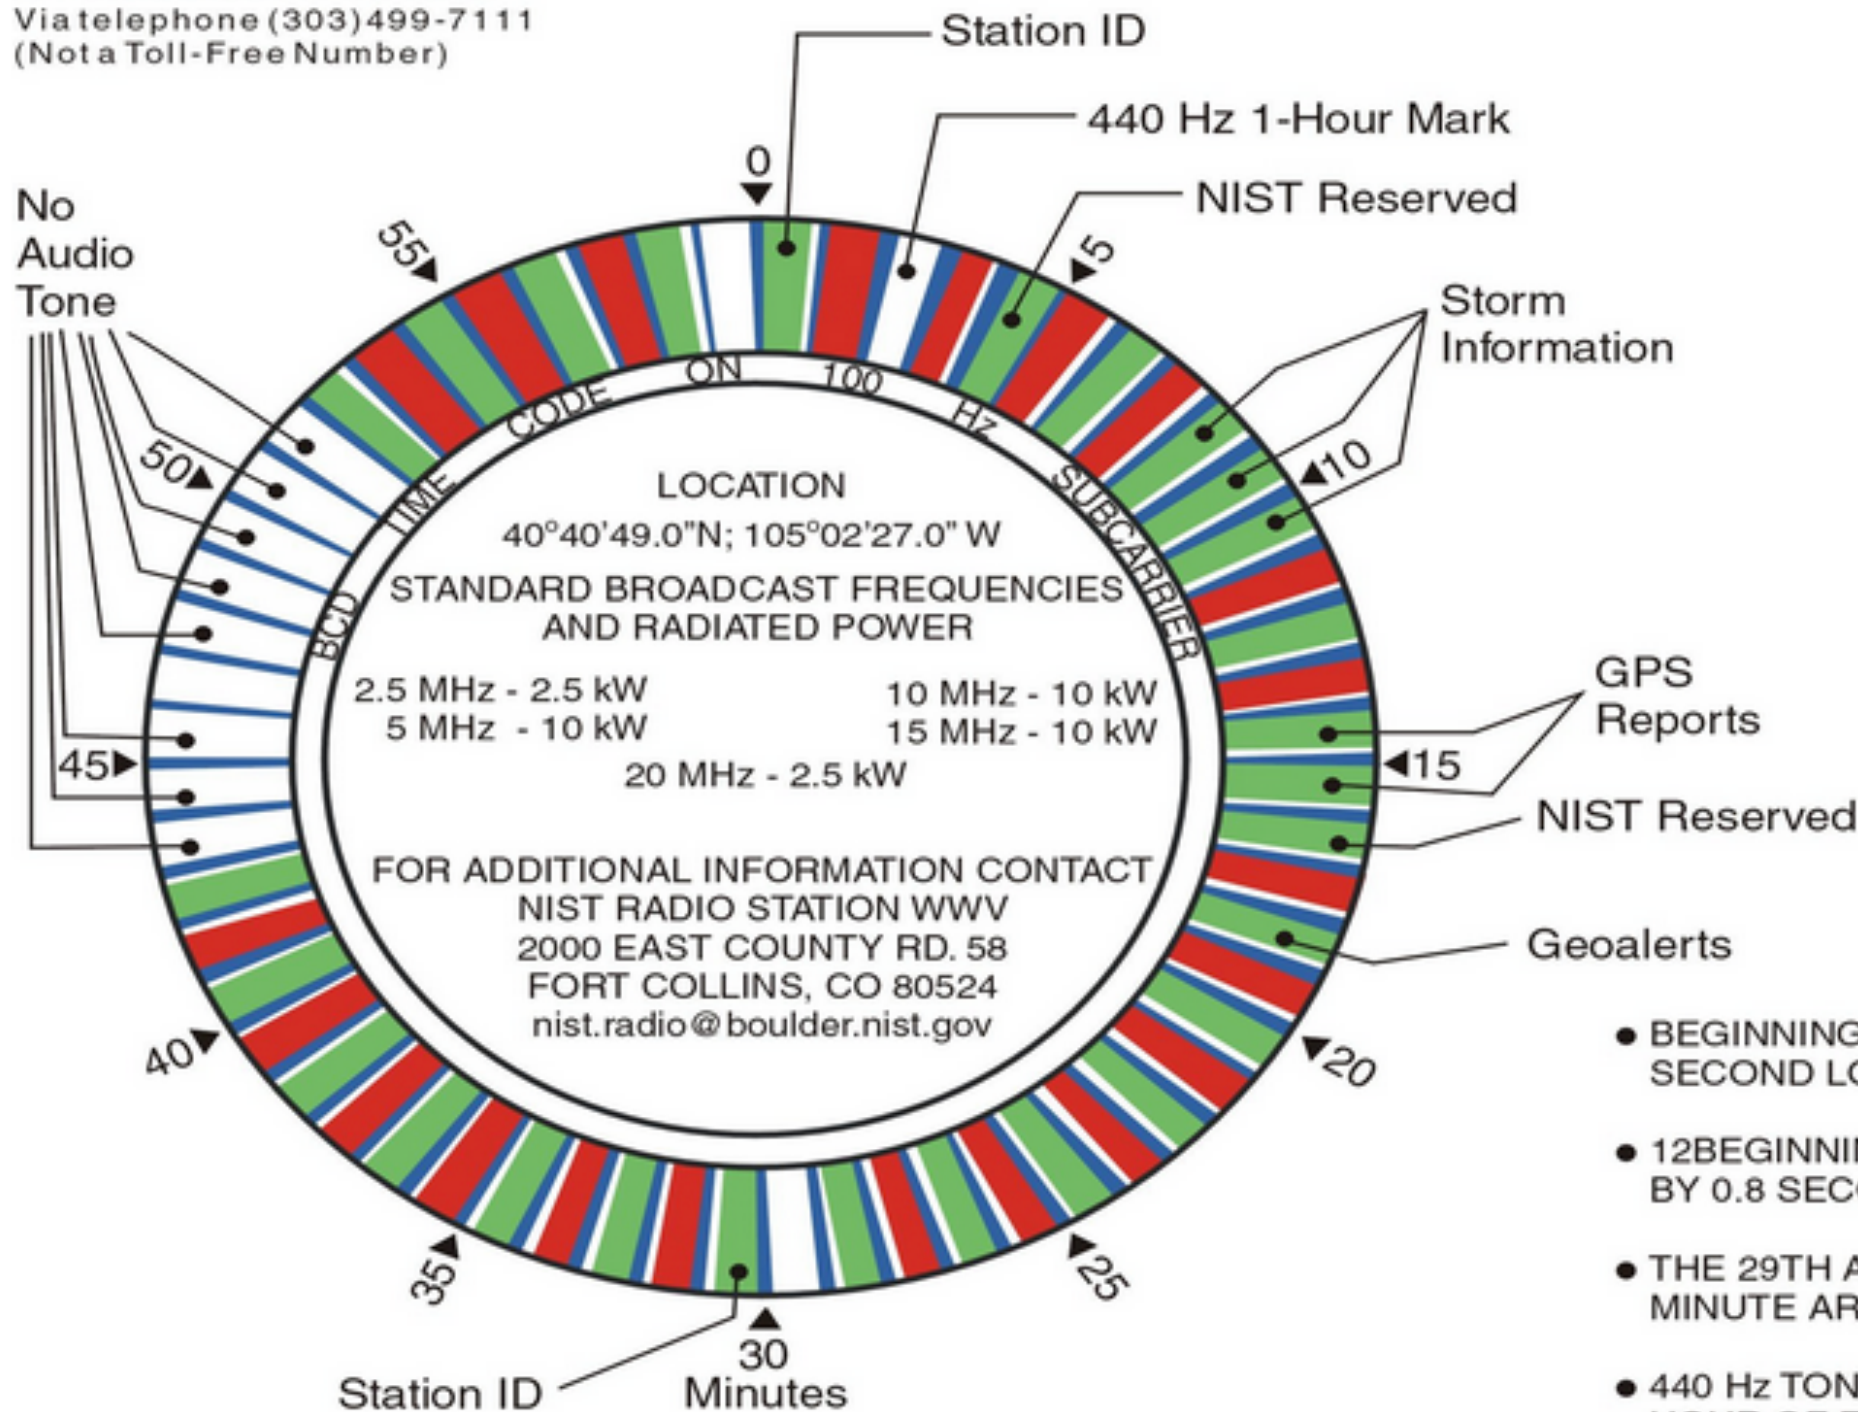 Via telephone (303) 499-7111
(Not a Toll-Free Number)
Station ID
440 Hz 1-Hour Mark
NIST Reserved
0
5
55
No
Audio
Tone
Storm
Information
10
50
BCD TIME CODE ON 100 Hz SUBCARRIER
LOCATION
40°40'49.0"N; 105°02'27.0" W
STANDARD BROADCAST FREQUENCIES
AND RADIATED POWER
2.5 MHz - 2.5 kW 10 MHz - 10 kW
5 MHz - 10 kW 15 MHz - 10 kW
20 MHz - 2.5 kW
GPS
Reports
45
15
NIST Reserved
FOR ADDITIONAL INFORMATION CONTACT
NIST RADIO STATION WWV
2000 EAST COUNTY RD. 58
FORT COLLINS, CO 80524
nist.radio@boulder.nist.gov
Geoalerts
40
20
35
25
30
Minutes
Station ID
● BEGINNING
SECOND
● 
BY 0.8
● THE 29TH
MINUTE
● 440 Hz